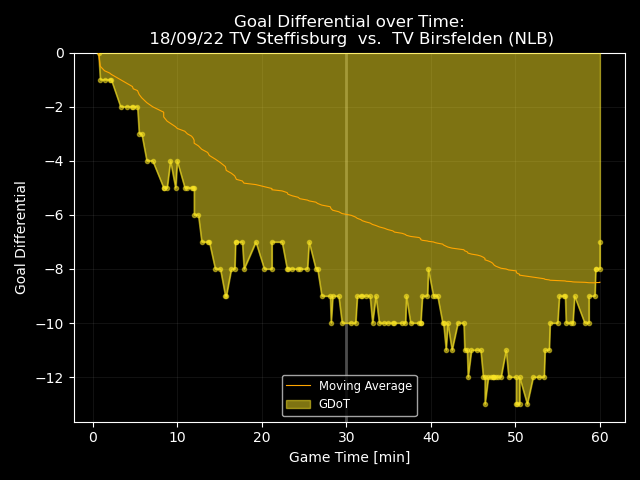 Goal Differential over Time:
18/09/22 TV Steffisburg  vs.  TV Birsfelden (NLB)
Goal Differential
0
−2
−4
−6
−8
−10
−12
Moving Average
GDoT
0 10 20 30 40 50 60
Game Time [min]